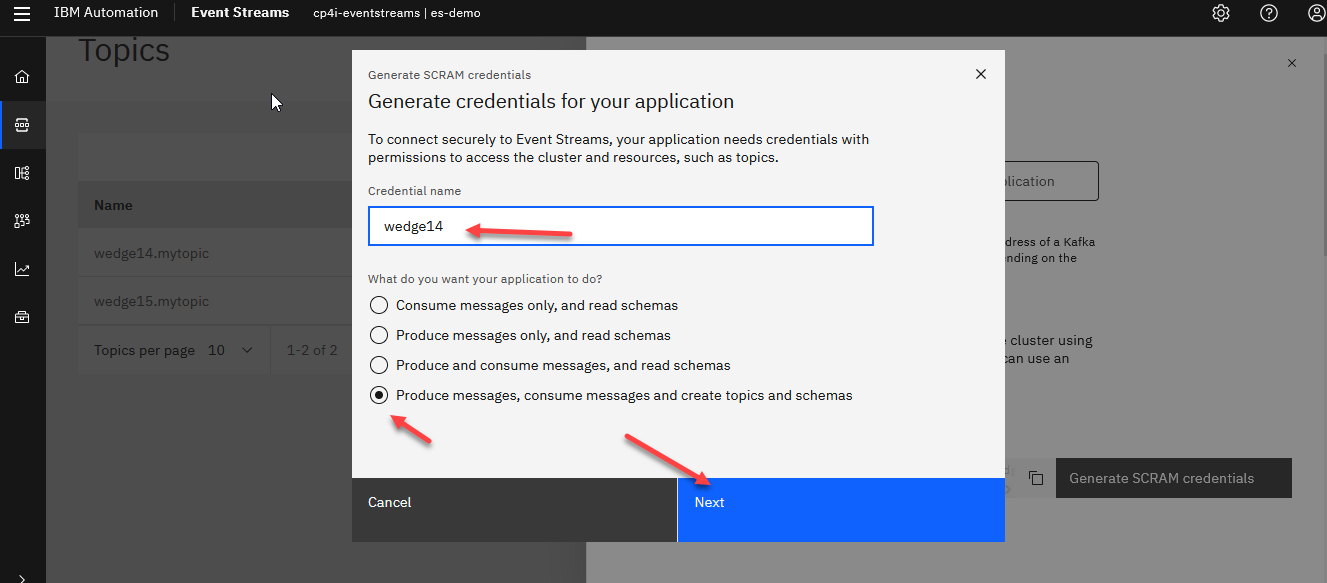 IBM Automation
Event Streams
cp4i-eventstreams | es-demo
Topics
Name
wedge14.mytopic
wedge15.mytopic
Topics per page 10
1-2 of 2
Generate SCRAM credentials
Generate credentials for your application
To connect securely to Event Streams, your application needs credentials with
permissions to access the cluster and resources, such as topics.
Credential name
wedge14
What do you want your application to do?
Consume messages only, and read schemas
Produce messages only, and read schemas
Produce and consume messages, and read schemas
Produce messages, consume messages and create topics and schemas
Cancel
Next
plication
dress of a Kafka
nding on the
cluster using
can use an
Generate SCRAM credentials